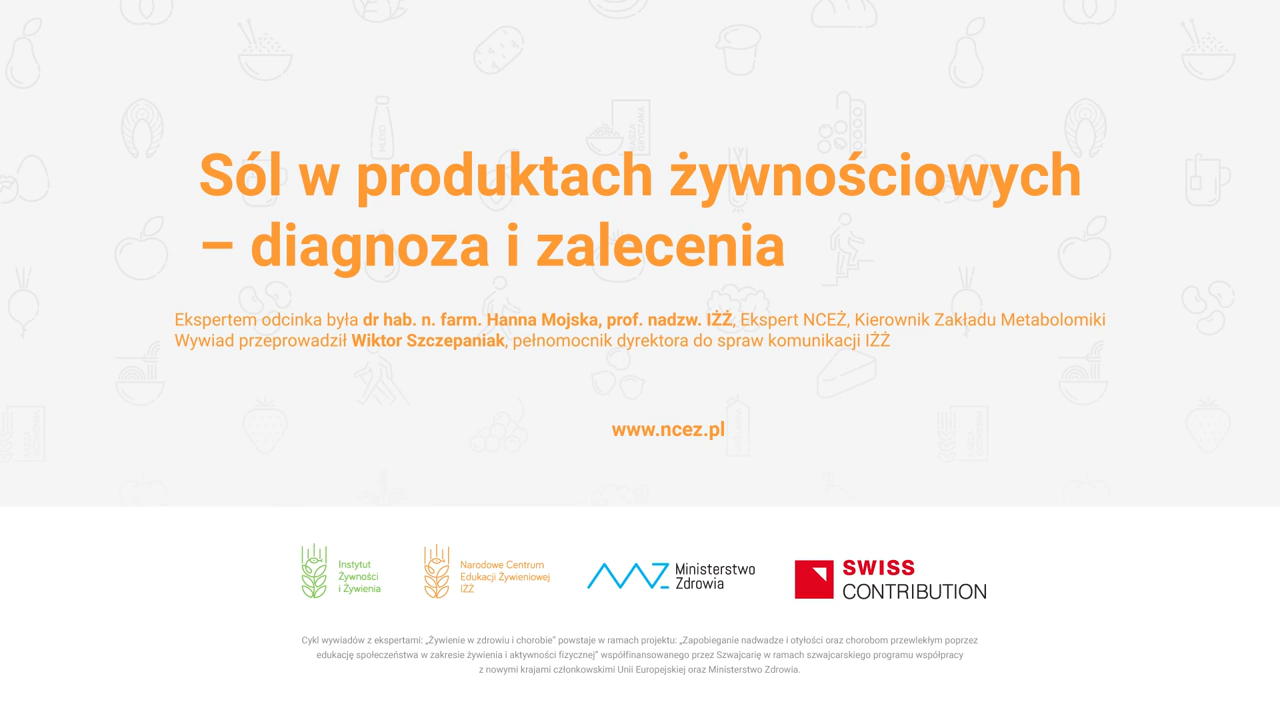 Sól w produktach żywnościowych
– diagnoza i zalecenia
Ekspertem odcinka była dr hab. n. farm. Hanna Mojska, prof. nadzw. IŻŻ, Ekspert NCEŻ, Kierownik Zakładu Metabolomiki
Wywiad przeprowadził Wiktor Szczepaniak, pełnomocnik dyrektora do spraw komunikacji IŻŻ
www.ncez.pl
Instytut
Żywności
i Żywienia
Narodowe Centrum
Edukacji Żywieniowej
IŻŻ
Ministerstwo
Zdrowia
SWISS
CONTRIBUTION
Cykl wywiadów z ekspertami: „Żywienie w zdrowiu i chorobie” powstaje w ramach projektu: „Zapobieganie nadwadze i otyłości oraz chorobom przewlekłym poprzez
edukację społeczeństwa w zakresie żywienia i aktywności fizycznej” współfinansowanego przez Szwajcarię w ramach szwajcarskiego programu współpracy
z nowymi krajami członkowskimi Unii Europejskiej oraz Ministerstwo Zdrowia.